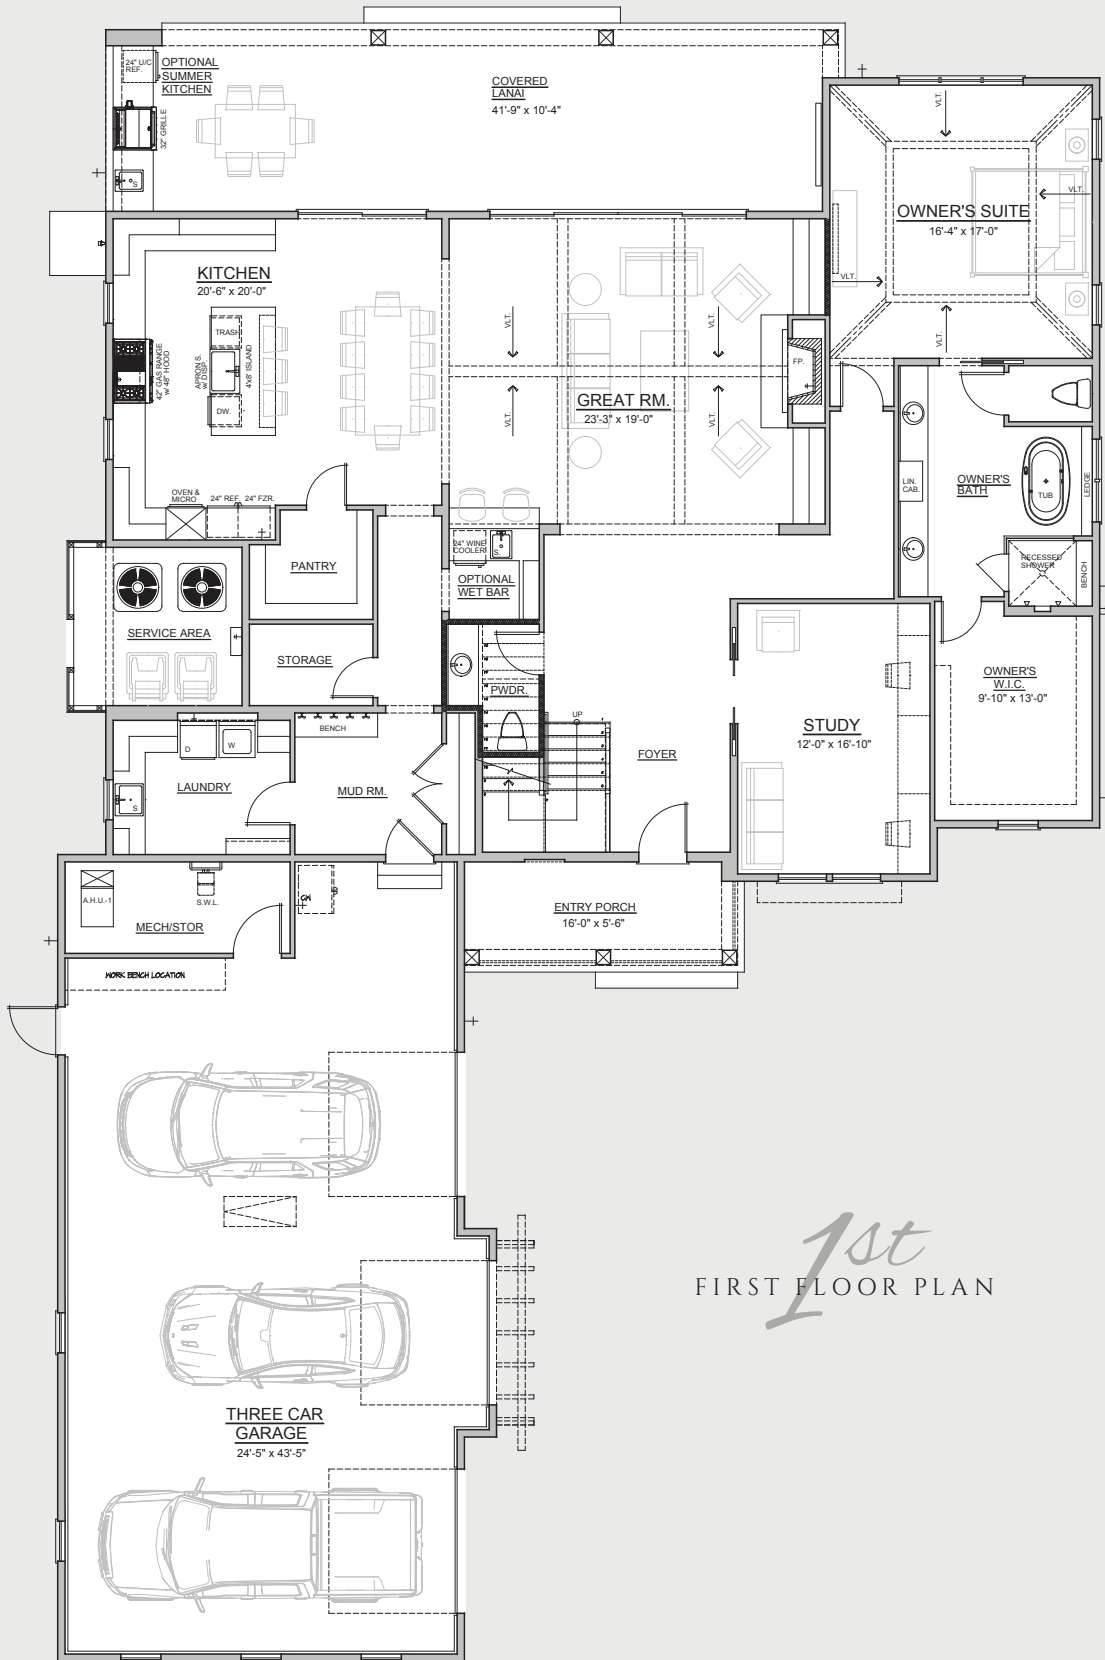 24" U/C
REF.
OPTIONAL
SUMMER
KITCHEN
32" GRILLE
S
COVERED
LANAI
41'-9" x 10'-4"
VLT.
VLT.
VLT.
VLT.
OWNER'S SUITE
16'-4" x 17'-0"
KITCHEN
20'-6" x 20'-0"
TRASH
APRON S.
w/ DISP.
4'x8' ISLAND
DW.
42" GAS RANGE
w/ 48" HOOD
OVEN &
MICRO
24" REF.
24" FZR.
VLT.
VLT.
VLT.
VLT.
GREAT RM.
23'-3" x 19'-0"
FP.
LIN.
CAB.
OWNER'S
BATH
TUB
LEDGE
RECESSED
SHOWER
BENCH
24" WINE
COOLER
S.
OPTIONAL
WET BAR
PANTRY
SERVICE AREA
STORAGE
PWDR.
UP
FOYER
STUDY
12'-0" x 16'-10"
OWNER'S
W.I.C.
9'-10" x 13'-0"
BENCH
D
W
S
LAUNDRY
MUD RM.
A.H.U.-1
S.W.L.
MECH/STOR
ENTRY PORCH
16'-0" x 5'-6"
WORK BENCH LOCATION
1st
FIRST FLOOR PLAN
THREE CAR
GARAGE
24'-5" x 43'-5"